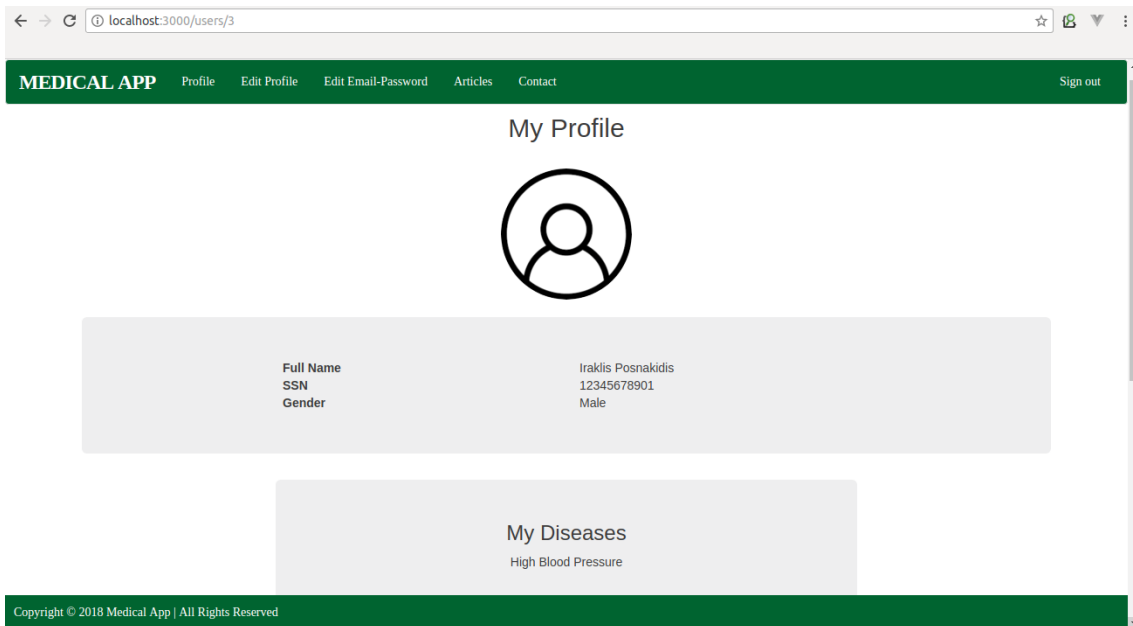 localhost:3000/users/3
MEDICAL APP Profile Edit Profile Edit Email-Password Articles Contact Sign out
My Profile
Full Name Iraklis Posnakidis
SSN 12345678901
Gender Male
My Diseases
High Blood Pressure
Copyright © 2018 Medical App | All Rights Reserved